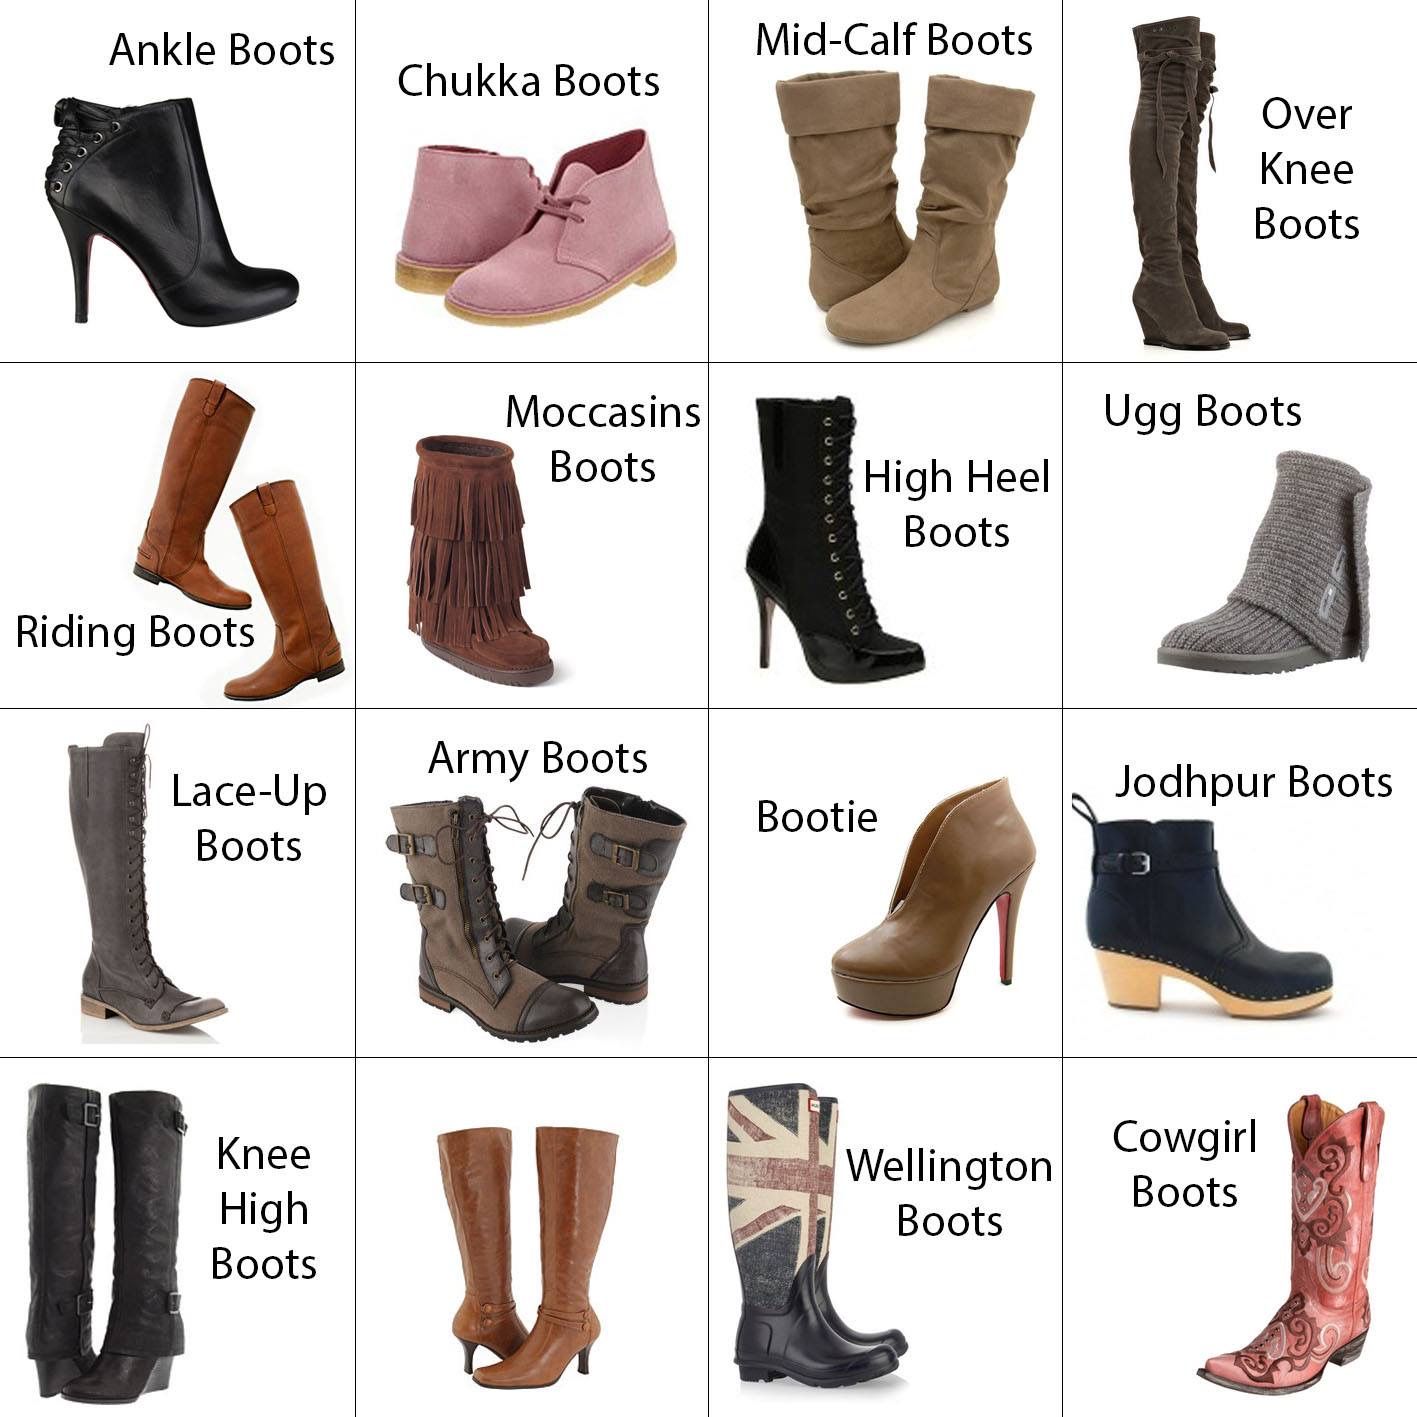 Ankle Boots
Chukka Boots
Mid-Calf Boots
Over
Knee
Boots
Riding Boots
Moccasins
Boots
High Heel
Boots
Ugg Boots
Lace-Up
Boots
Army Boots
Bootie
Jodhpur Boots
Knee
High
Boots
Wellington
Boots
Cowgirl
Boots